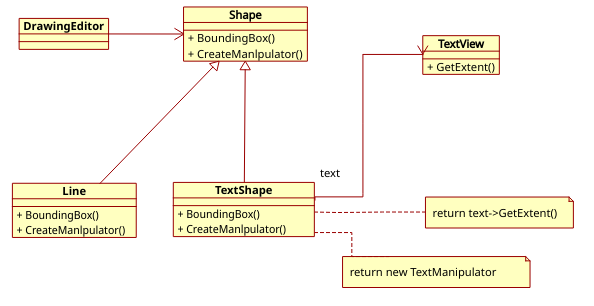 DrawingEditor
Shape
+ BoundingBox()
+ CreateManlpulator()
TextView
+ GetExtent()
text
Line
+ BoundingBox()
+ CreateManlpulator()
TextShape
+ BoundingBox()
+ CreateManlpulator()
return text->GetExtent()
return new TextManipulator